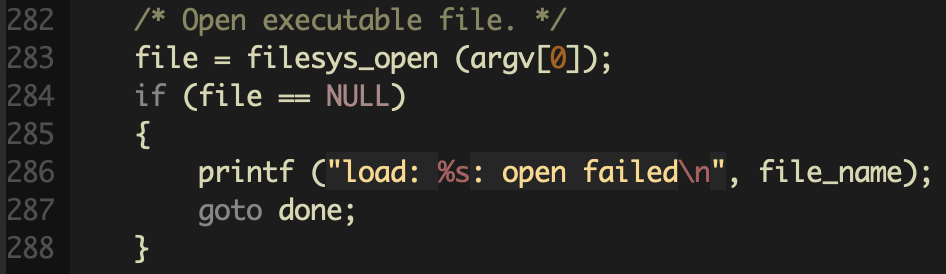 282 /* Open executable file. */
283 file = filesys_open (argv[0]);
284 if (file == NULL)
285 {
286 printf ("load: %s: open failed\n", file_name);
287 goto done;
288 }